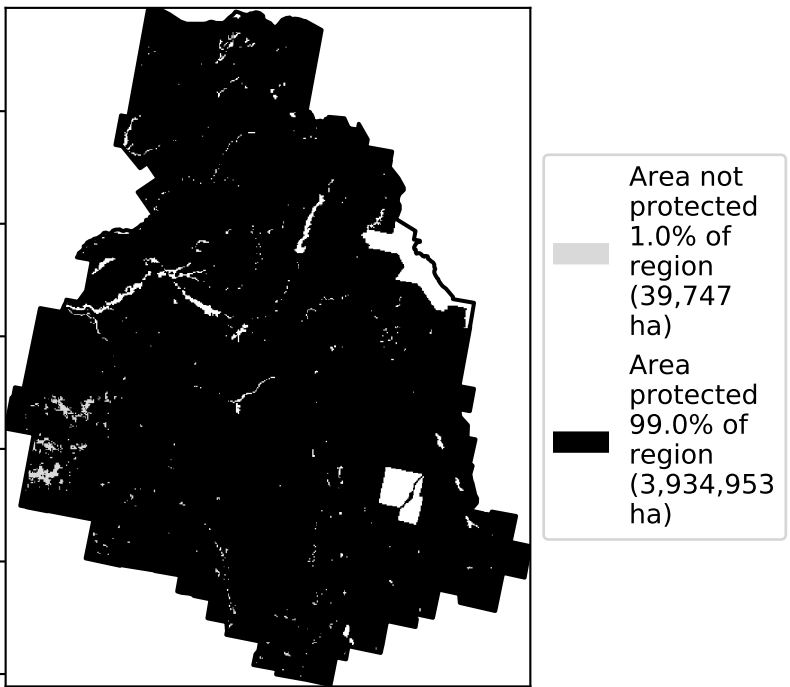 Area not
protected
1.0% of
region
(39,747
ha)
Area
protected
99.0% of
region
(3,934,953
ha)